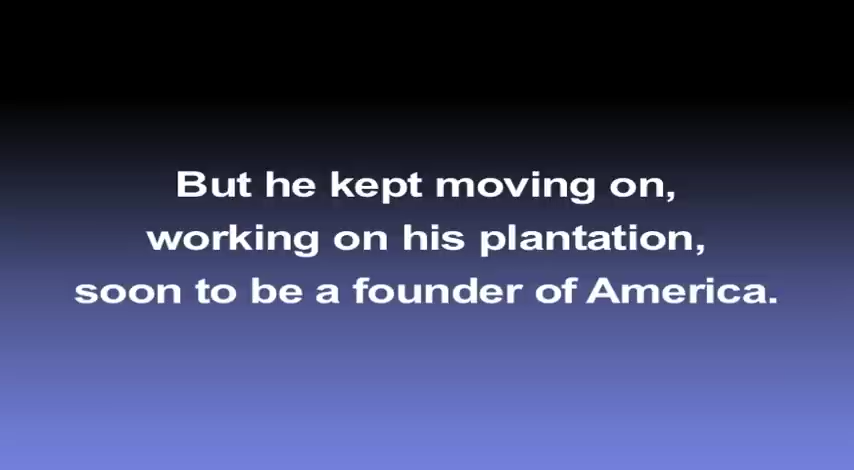 But he kept moving on,
working on his plantation,
soon to be a founder of America.